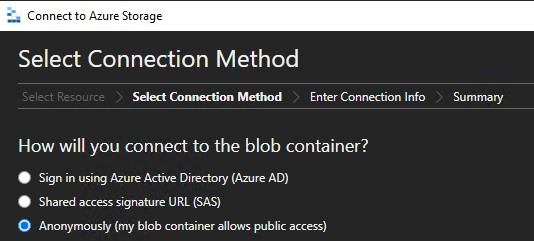 Connect to Azure Storage
Select Connection Method
Select Resource > Select Connection Method > Enter Connection Info > Summary
How will you connect to the blob container?
Sign in using Azure Active Directory (Azure AD)
Shared access signature URL (SAS)
Anonymously (my blob container allows public access)